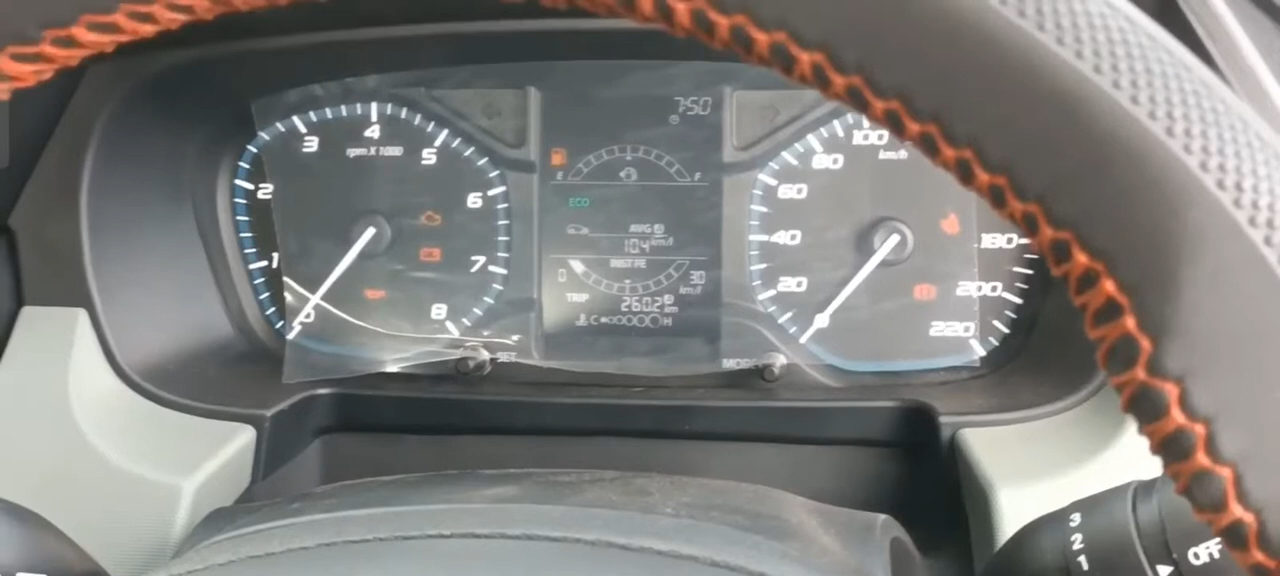 7:50
4
3
5
rpm X 1000
2
6
1
7
0
8
SET
E
F
ECO
AVG A
10.4 km/l
INST FE
0
30
km/l
TRIP
260.2 A km
C
H
MODE
100
km/h
80
60
40
20
180
200
220
3
2
1
OFF